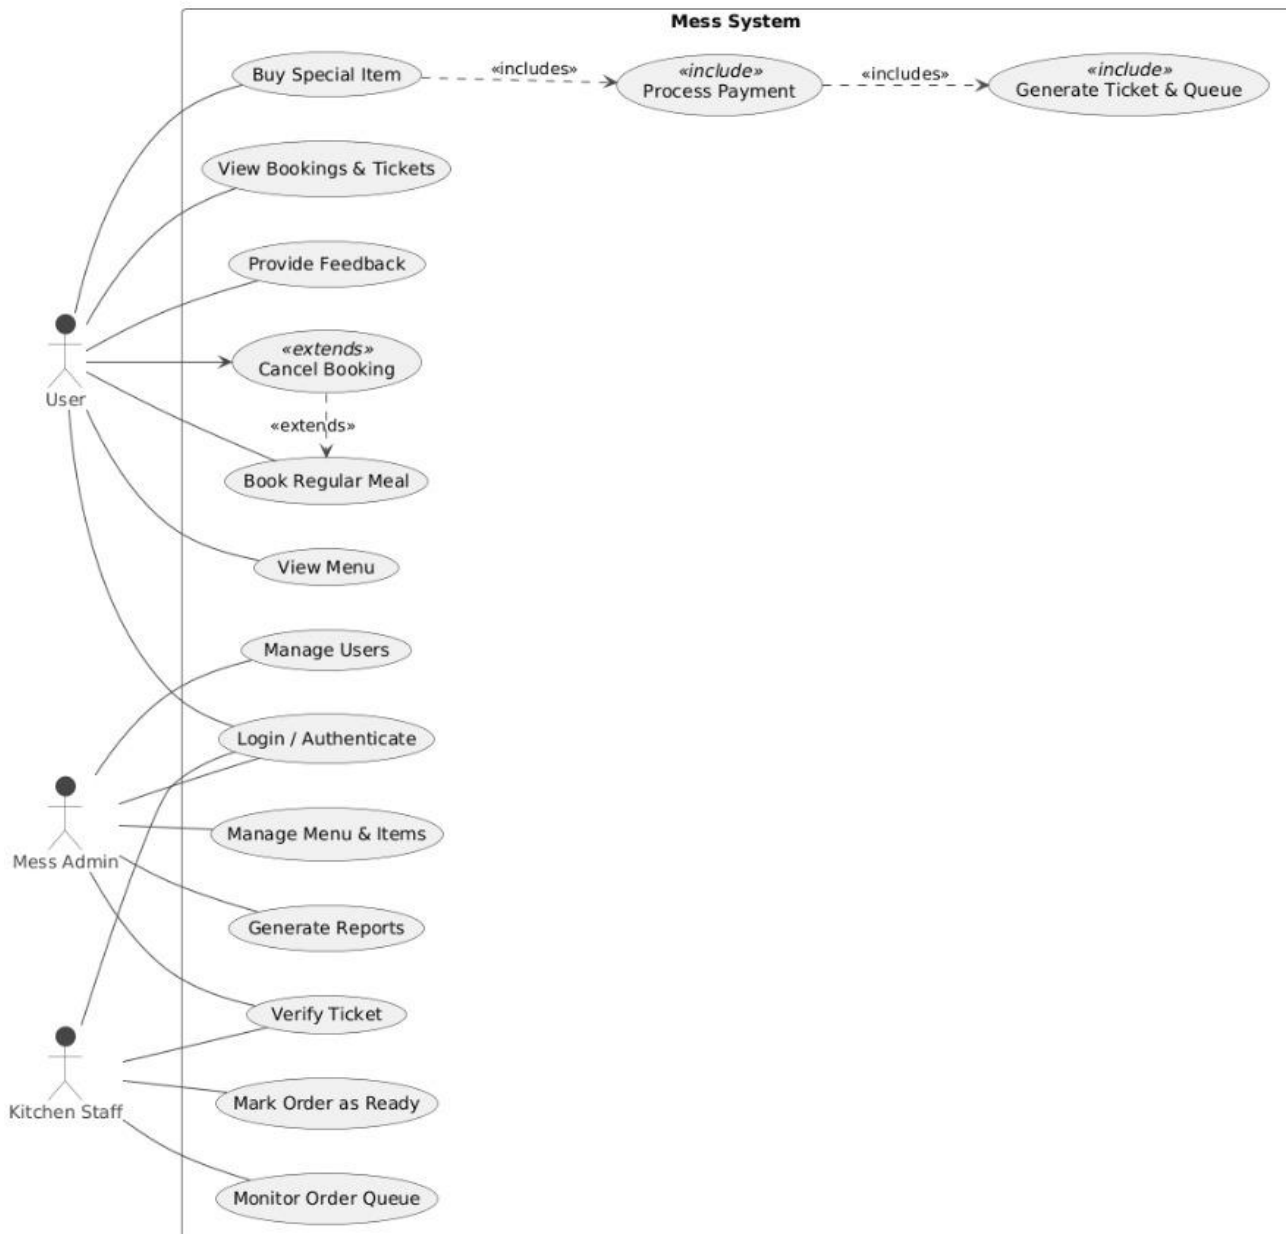 Mess System
Buy Special Item
«includes»
«include»
Process Payment
«includes»
«include»
Generate Ticket & Queue
View Bookings & Tickets
Provide Feedback
User
«extends»
Cancel Booking
«extends»
Book Regular Meal
View Menu
Manage Users
Login / Authenticate
Mess Admin
Manage Menu & Items
Generate Reports
Verify Ticket
Kitchen Staff
Mark Order as Ready
Monitor Order Queue